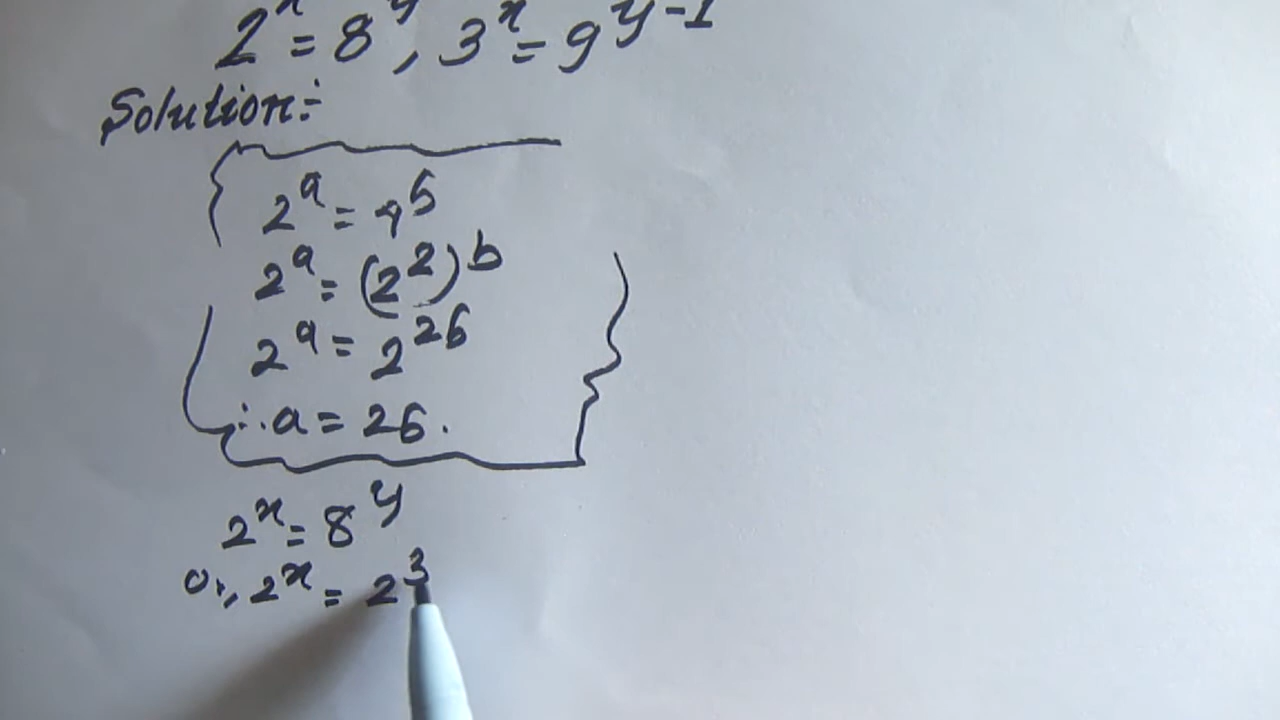 2^x = 8^y, 3^x = 9^{y-1}
Solution:-
2^a = 4^b
2^a = (2^2)^b
2^a = 2^{2b}
∴ a = 2b.
2^x = 8^y
Or, 2^x = 2^3